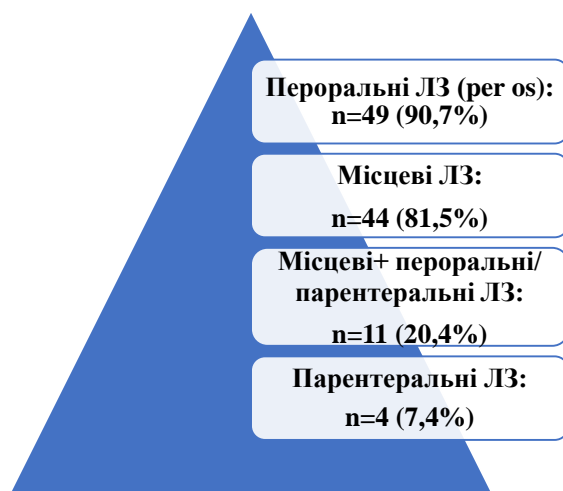 Пероральні ЛЗ (per os):
n=49 (90,7%)
Місцеві ЛЗ:
n=44 (81,5%)
Місцеві+ пероральні/
парентеральні ЛЗ:
n=11 (20,4%)
Парентеральні ЛЗ:
n=4 (7,4%)